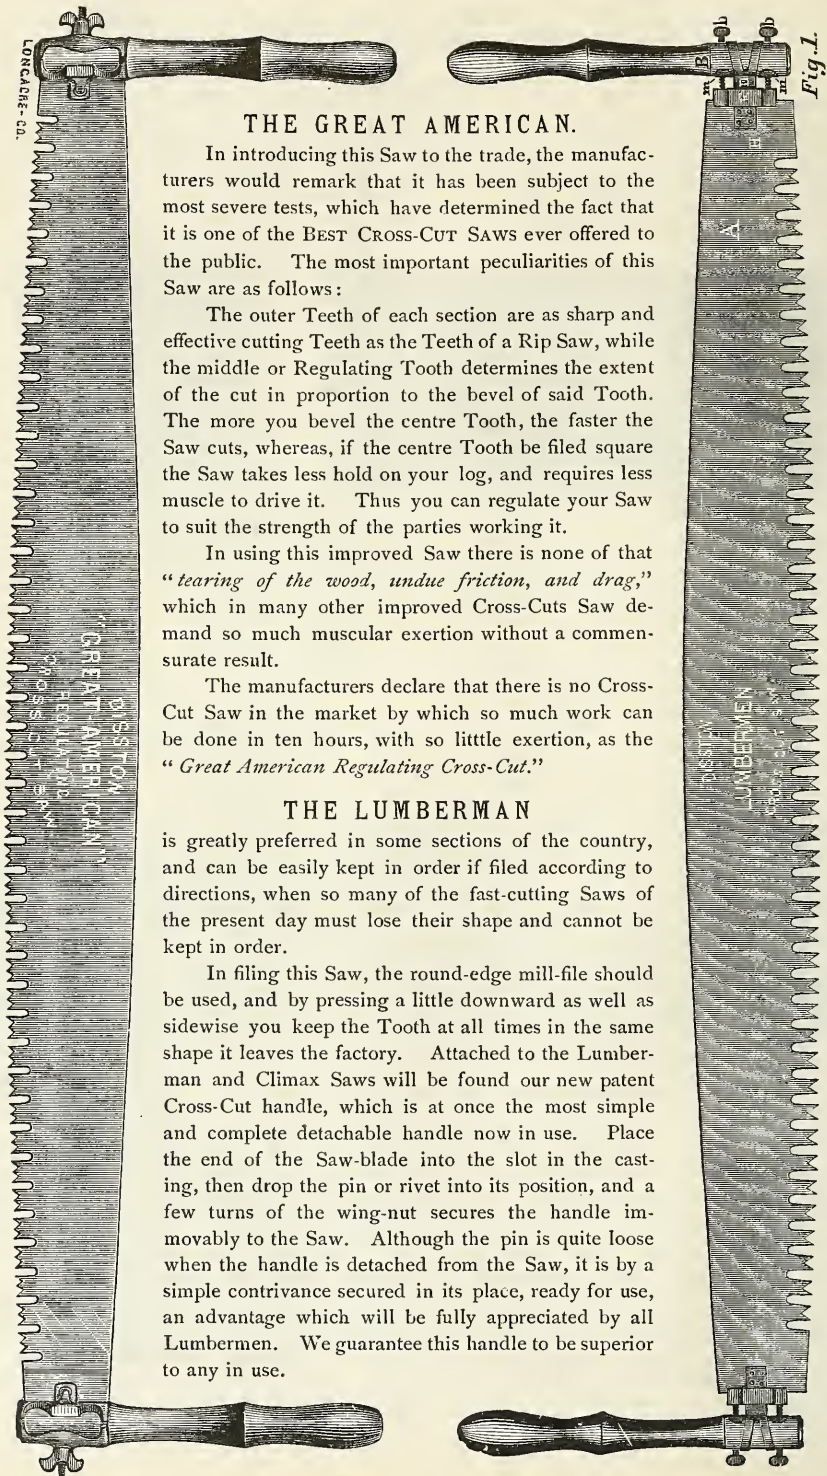 LONGACRE-CO.
Fig. 1.
b b
B
m m
A
THE GREAT AMERICAN.
In introducing this Saw to the trade, the manufac-
turers would remark that it has been subject to the
most severe tests, which have determined the fact that
it is one of the BEST CROSS-CUT SAWS ever offered to
the public. The most important peculiarities of this
Saw are as follows:
The outer Teeth of each section are as sharp and
effective cutting Teeth as the Teeth of a Rip Saw, while
the middle or Regulating Tooth determines the extent
of the cut in proportion to the bevel of said Tooth.
The more you bevel the centre Tooth, the faster the
Saw cuts, whereas, if the centre Tooth be filed square
the Saw takes less hold on your log, and requires less
muscle to drive it. Thus you can regulate your Saw
to suit the strength of the parties working it.
In using this improved Saw there is none of that
“tearing of the wood, undue friction, and drag,”
which in many other improved Cross-Cuts Saw de-
mand so much muscular exertion without a commen-
surate result.
The manufacturers declare that there is no Cross-
Cut Saw in the market by which so much work can
be done in ten hours, with so litttle exertion, as the
“Great American Regulating Cross-Cut.”
THE LUMBERMAN
is greatly preferred in some sections of the country,
and can be easily kept in order if filed according to
directions, when so many of the fast-cutting Saws of
the present day must lose their shape and cannot be
kept in order.
In filing this Saw, the round-edge mill-file should
be used, and by pressing a little downward as well as
sidewise you keep the Tooth at all times in the same
shape it leaves the factory. Attached to the Lumber-
man and Climax Saws will be found our new patent
Cross-Cut handle, which is at once the most simple
and complete detachable handle now in use. Place
the end of the Saw-blade into the slot in the cast-
ing, then drop the pin or rivet into its position, and a
few turns of the wing-nut secures the handle im-
movably to the Saw. Although the pin is quite loose
when the handle is detached from the Saw, it is by a
simple contrivance secured in its place, ready for use,
an advantage which will be fully appreciated by all
Lumbermen. We guarantee this handle to be superior
to any in use.
DISSTON
“GREAT AMERICAN”
REGULATING
CROSS CUT SAW
DISSTON
LUMBERMEN